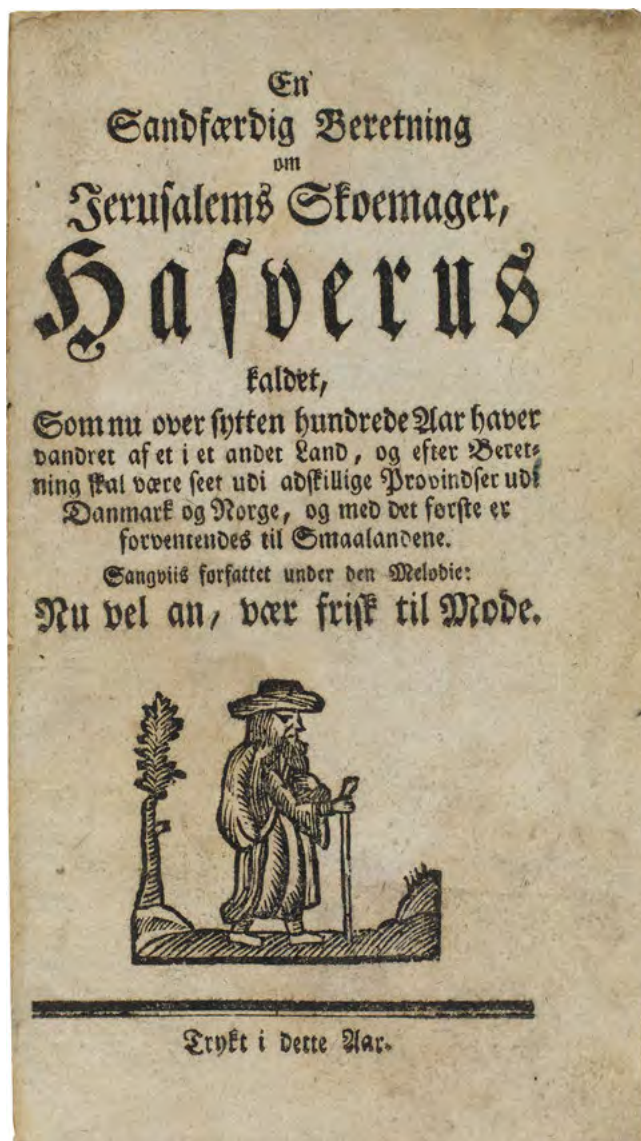 En
Sandfærdig Beretning
om
Jerusalems Skoemager,
Hasverus
kaldet,
Som nu over sytten hundrede Aar haver
vandret af et i et andet Land, og efter Beret-
ning skal være seet udi adskillige Provindser udi
Danmark og Norge, og med det første er
forventendes til Smaalandene.
Sangviis forfattet under den Melodie:
Nu vel an, vær frisk til Mode.
Trykt i dette Aar.